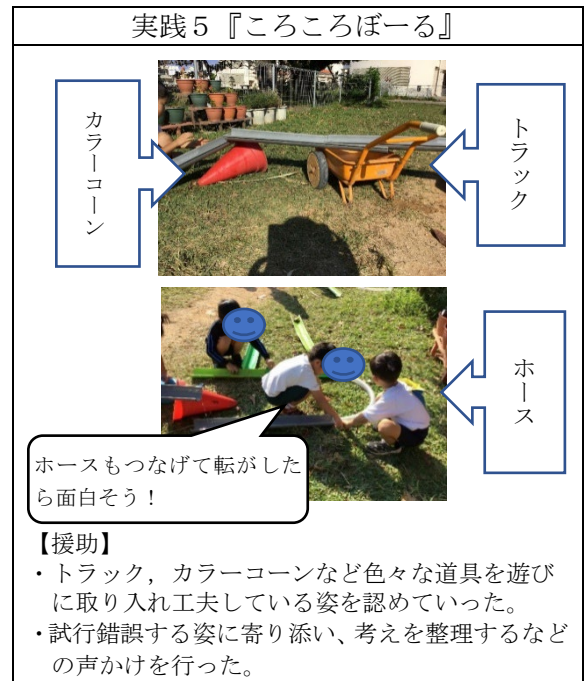 実践５『ころころぼーる』
カラーコーン
トラック
ホース
ホースもつなげて転がした
ら面白そう！
【援助】
・トラック，カラーコーンなど色々な道具を遊び
に取り入れ工夫している姿を認めていった。
・試行錯誤する姿に寄り添い、考えを整理するなど
の声かけを行った。